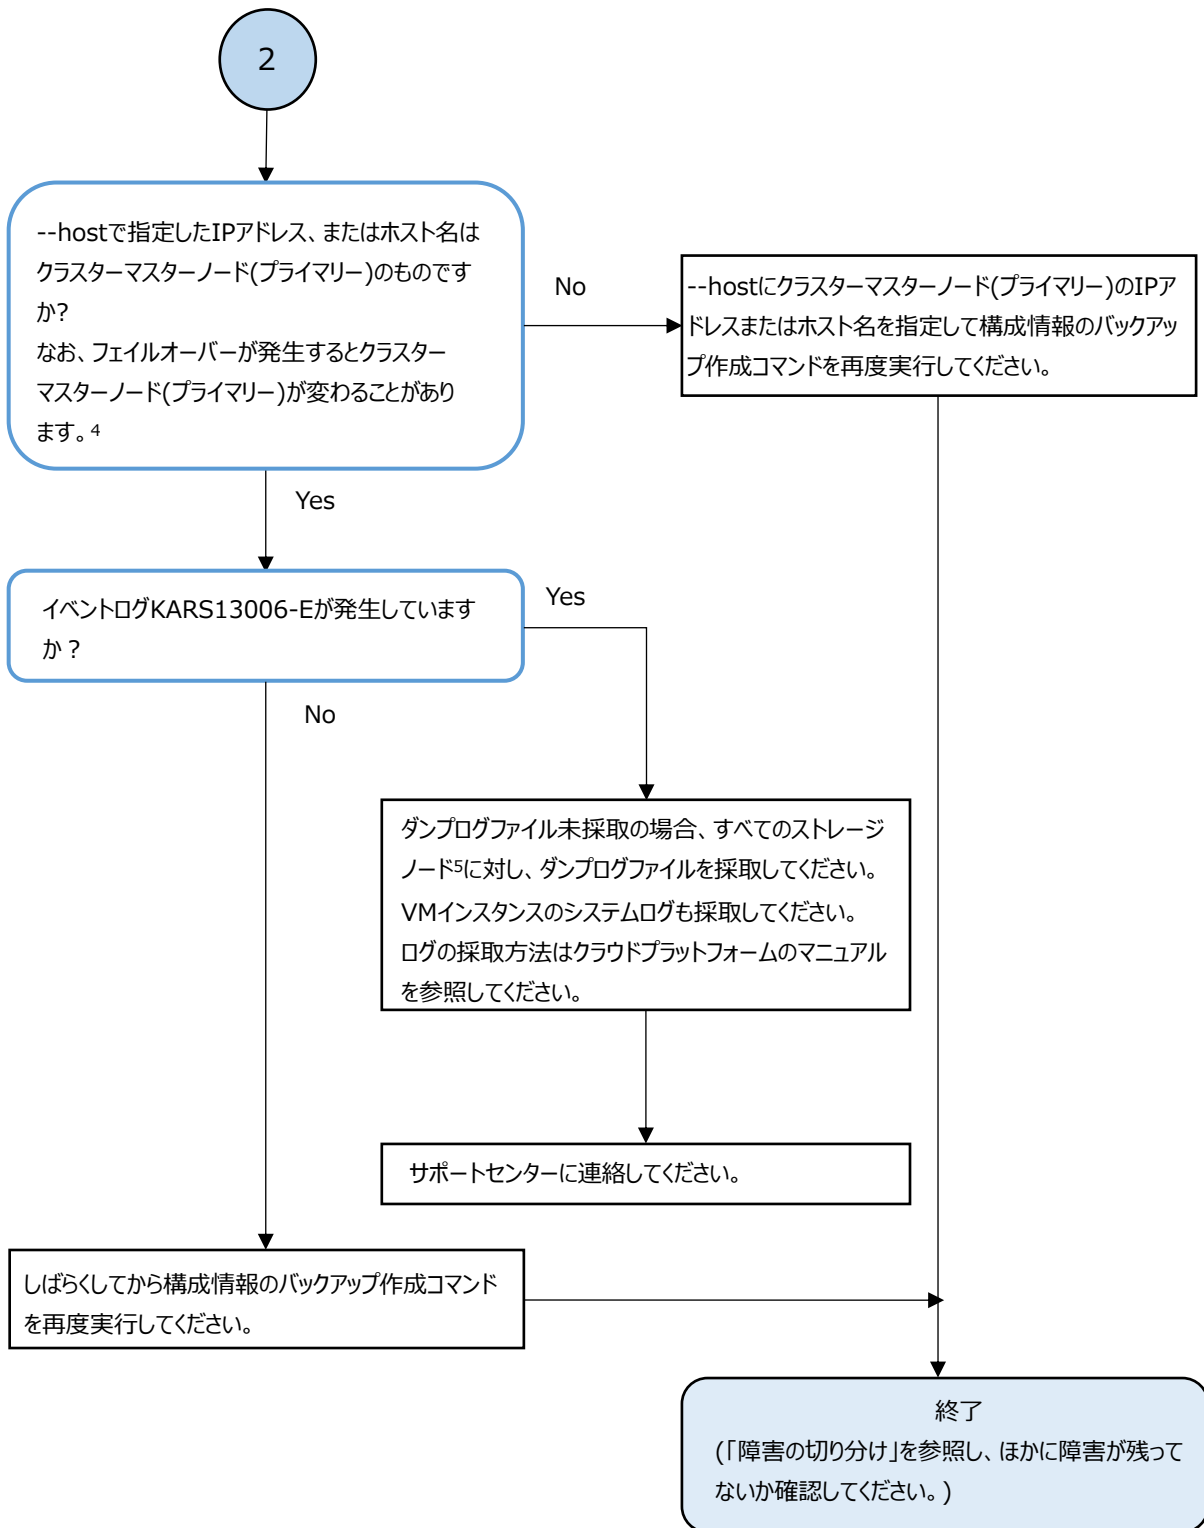 2
--hostで指定したIPアドレス、またはホスト名は
クラスターマスターノード(プライマリー)のものです
か?
なお、フェイルオーバーが発生するとクラスター
マスターノード(プライマリー)が変わることがあり
ます。4
No
--hostにクラスターマスターノード(プライマリー)のIPア
ドレスまたはホスト名を指定して構成情報のバックアッ
プ作成コマンドを再度実行してください。
Yes
イベントログKARS13006-Eが発生しています
か？
Yes
No
ダンプログファイル未採取の場合、すべてのストレージ
ノード5に対し、ダンプログファイルを採取してください。
VMインスタンスのシステムログも採取してください。
ログの採取方法はクラウドプラットフォームのマニュアル
を参照してください。
サポートセンターに連絡してください。
しばらくしてから構成情報のバックアップ作成コマンド
を再度実行してください。
終了
(「障害の切り分け」を参照し、ほかに障害が残って
ないか確認してください。)